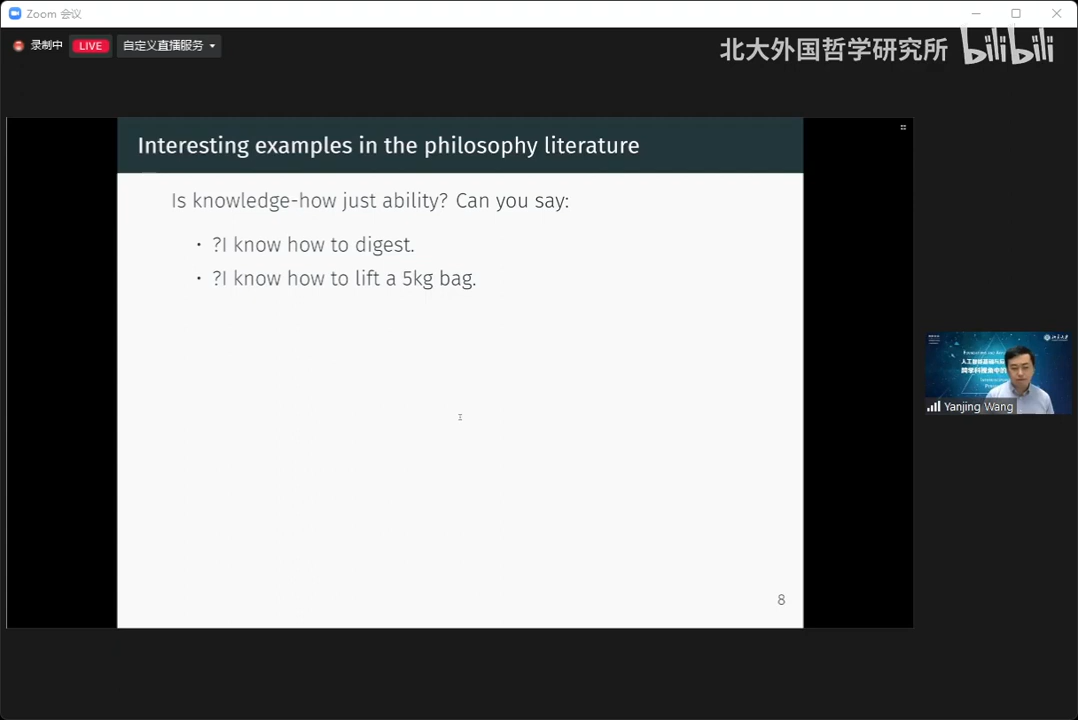 Zoom 会议
录制中
LIVE
自定义直播服务
北大外国哲学研究所
bilibili
Interesting examples in the philosophy literature
Is knowledge-how just ability? Can you say:
• ?I know how to digest.
• ?I know how to lift a 5kg bag.
8
Yanjing Wang